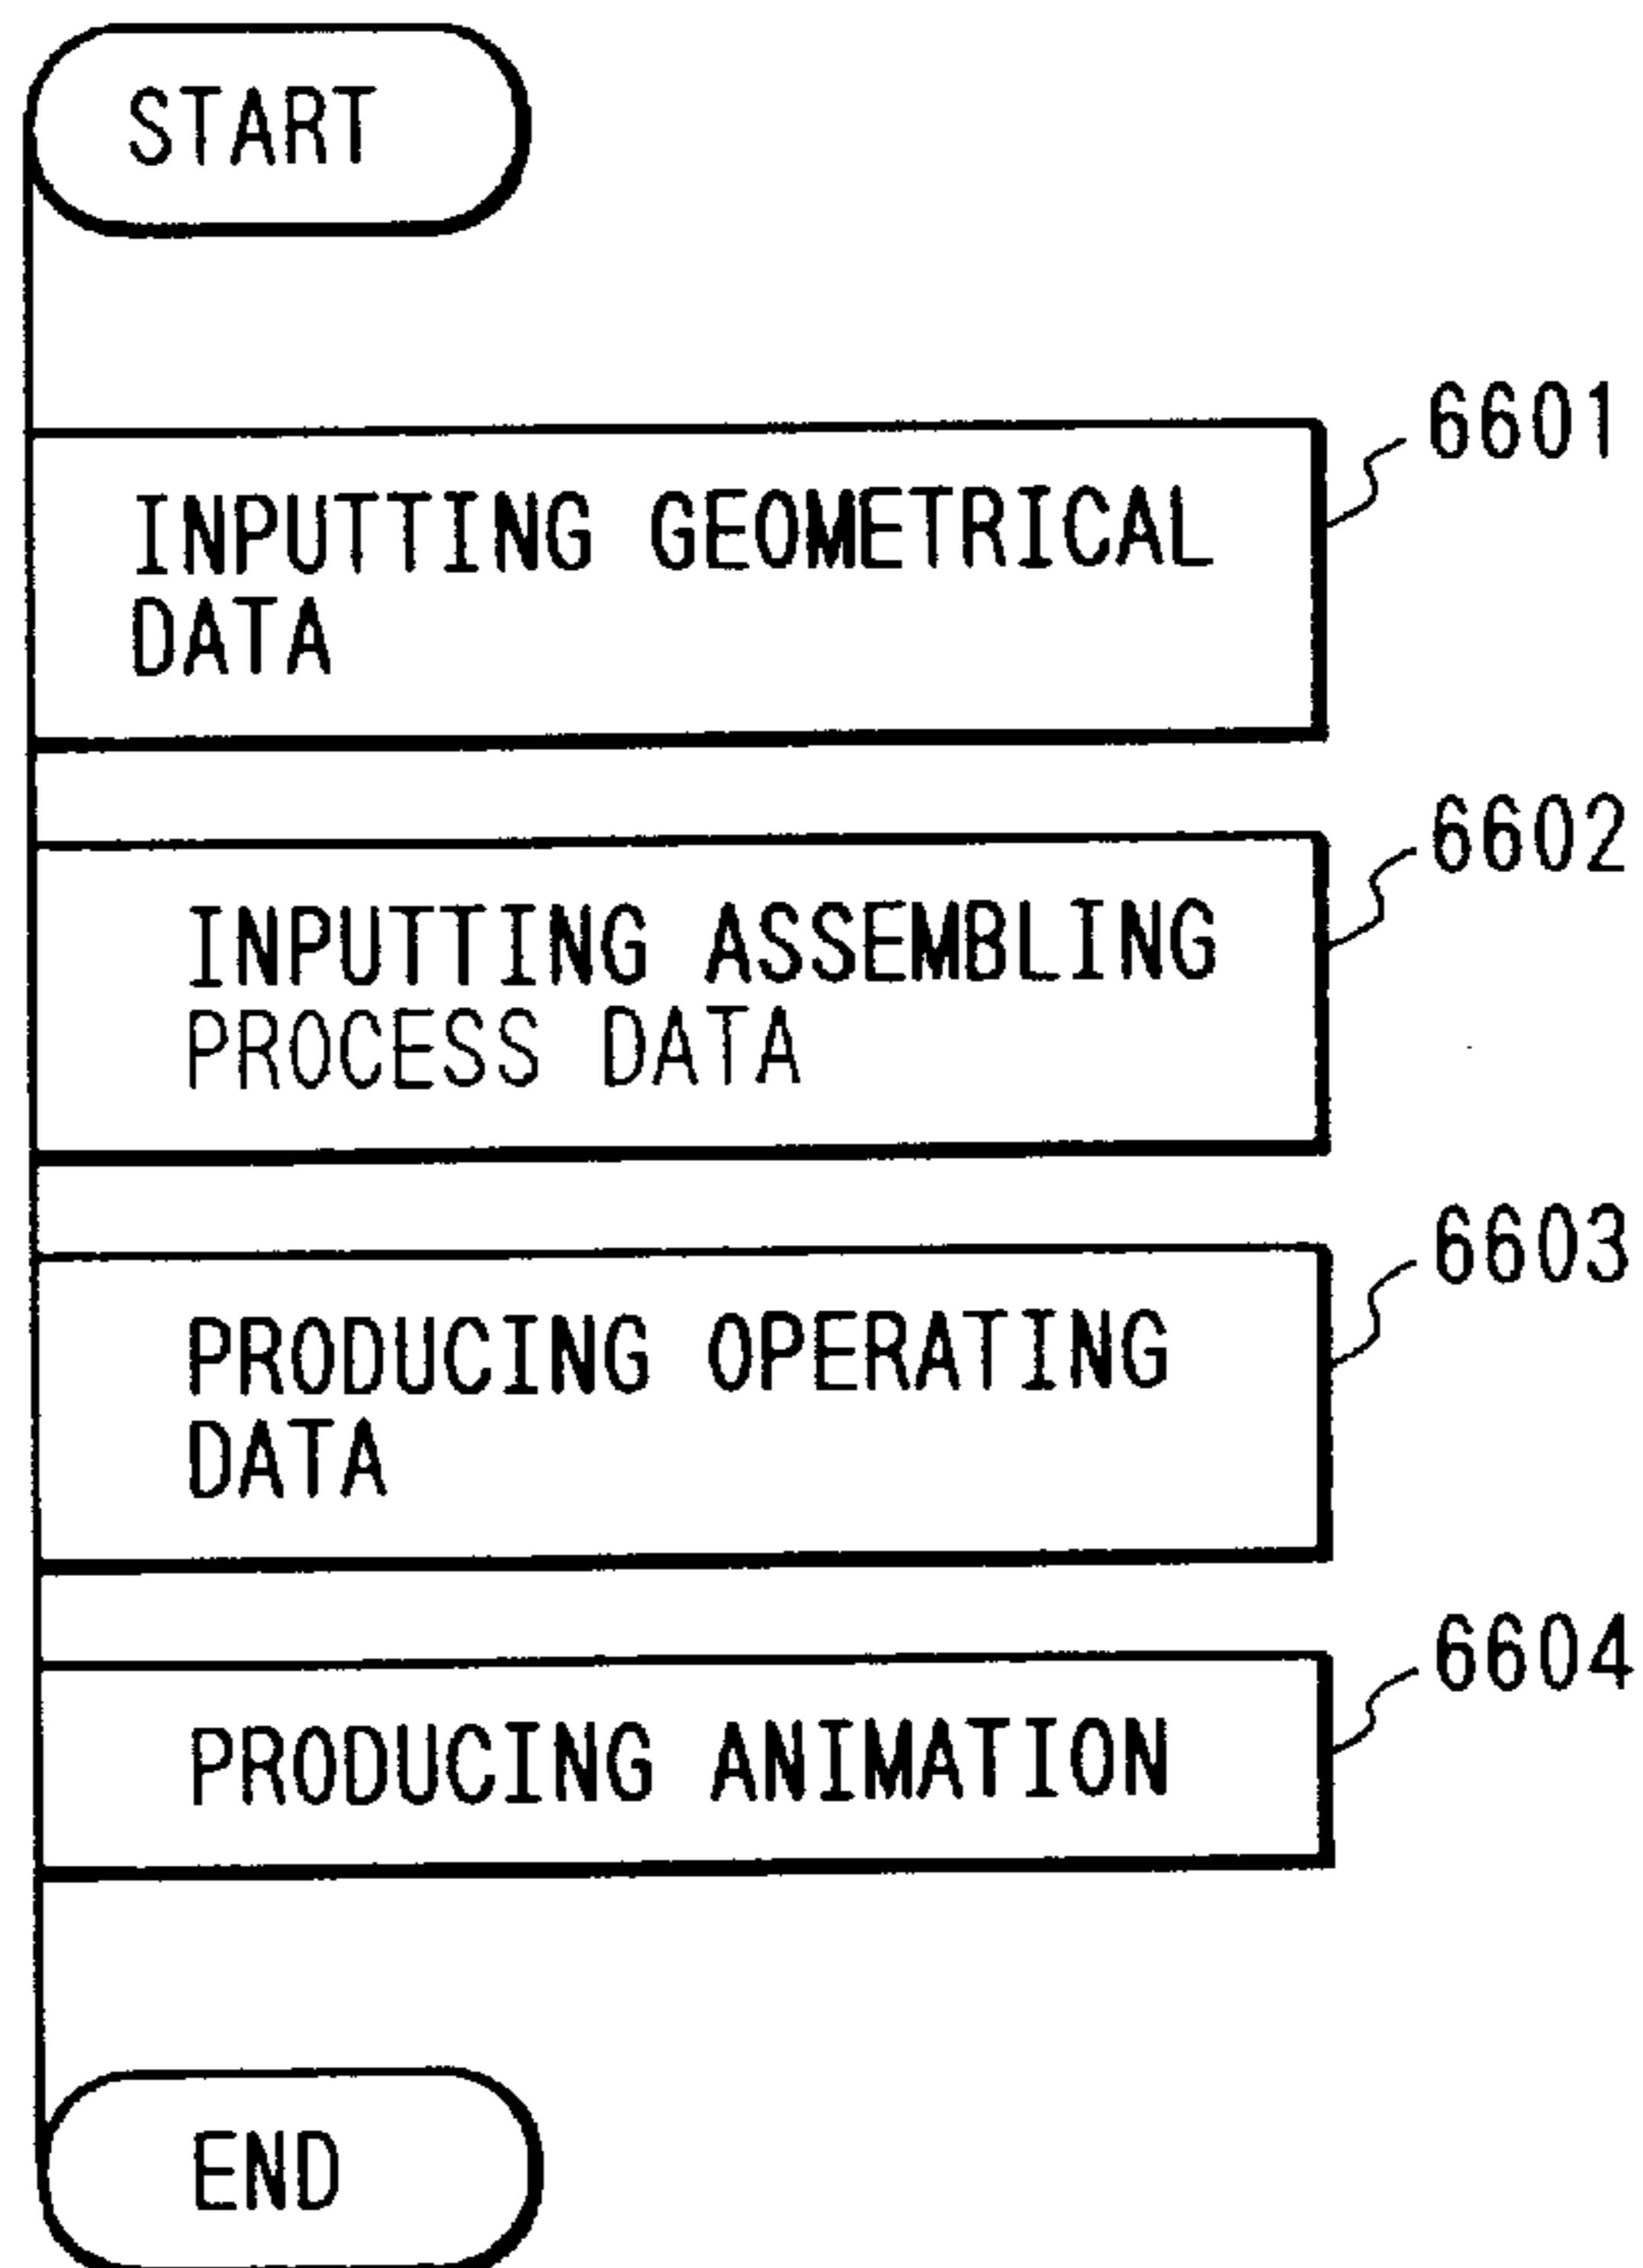 START
6601
INPUTTING GEOMETRICAL
DATA
6602
INPUTTING ASSEMBLING
PROCESS DATA
6603
PRODUCING OPERATING
DATA
6604
PRODUCING ANIMATION
END